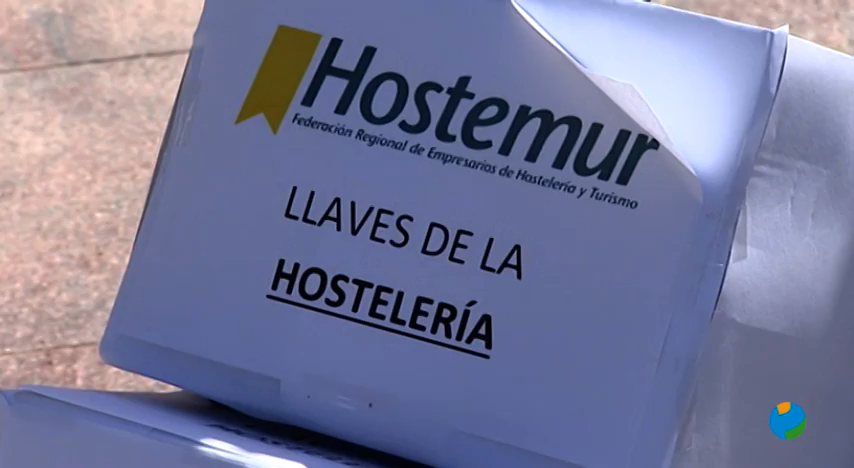 Hostemur
Federación Regional de Empresarios de Hostelería y Turismo
LLAVES DE LA
HOSTELERÍA